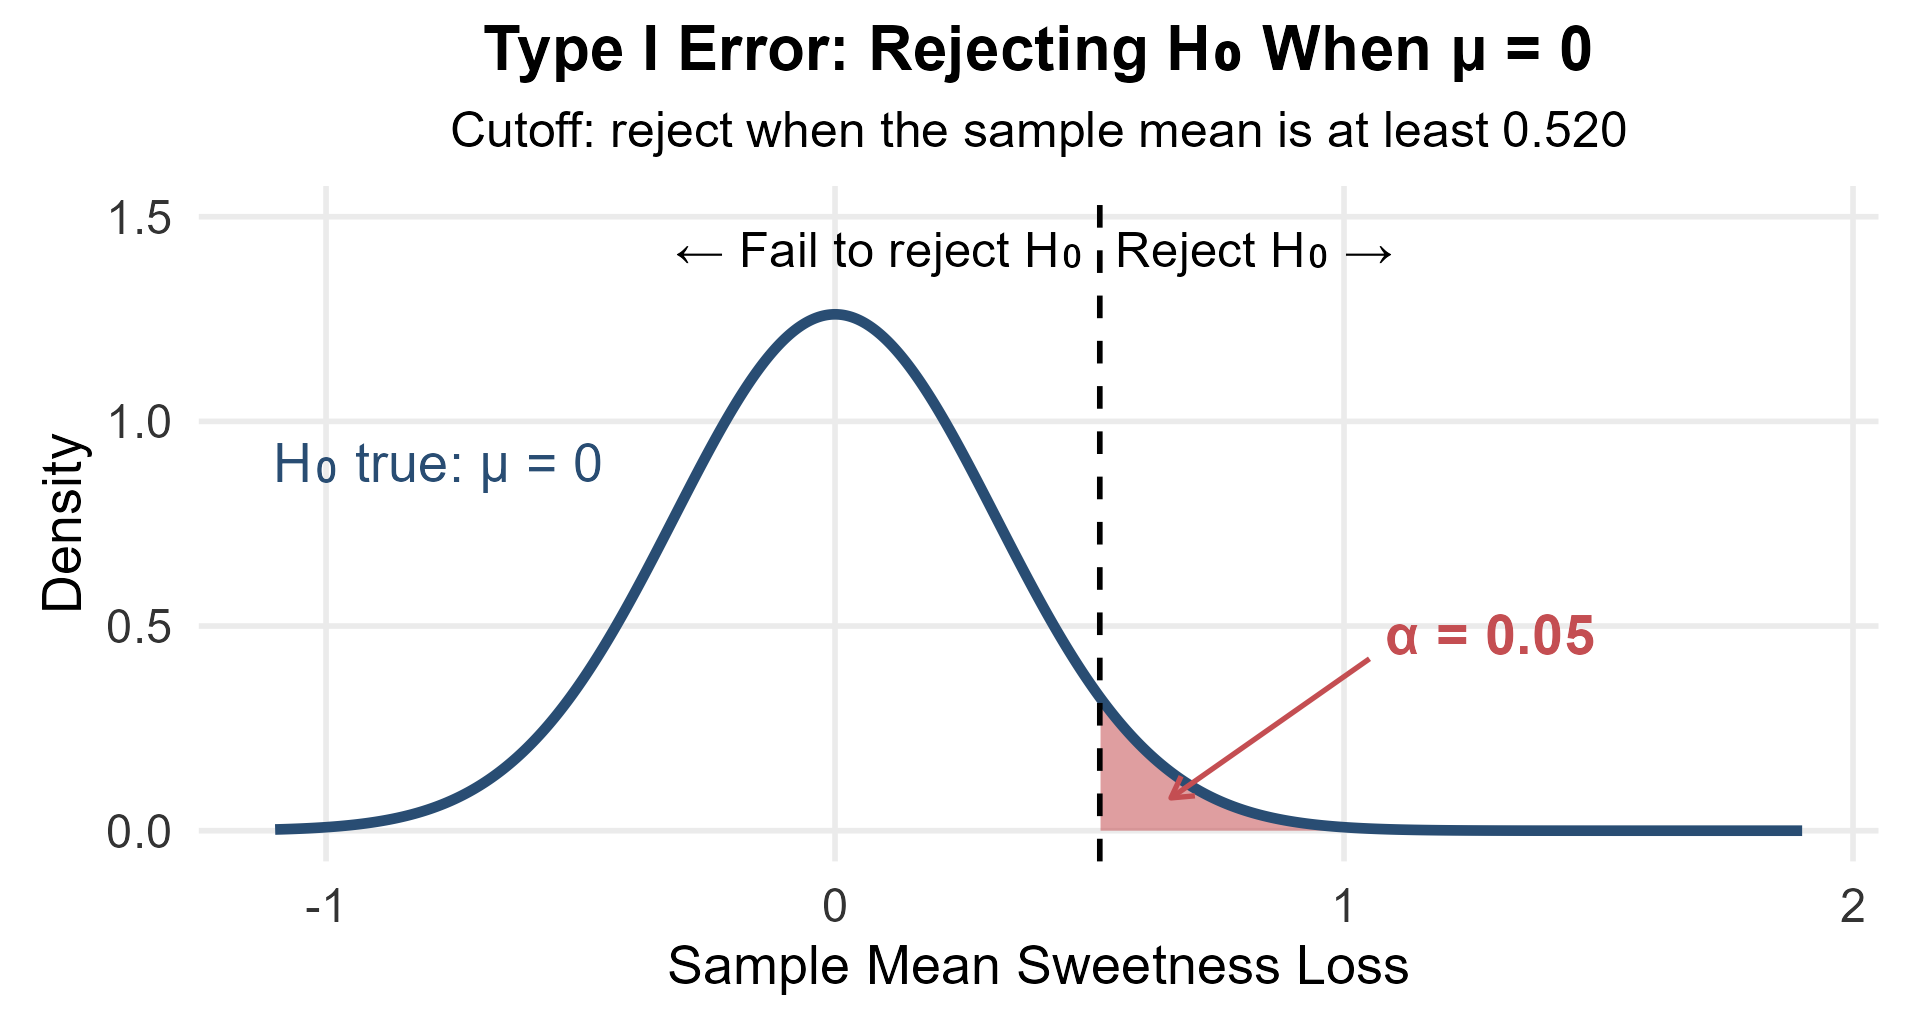 Type I Error: Rejecting H₀ When μ = 0
Cutoff: reject when the sample mean is at least 0.520
← Fail to reject H₀
Reject H₀ →
H₀ true: μ = 0
α = 0.05
Density
1.5
1.0
0.5
0.0
-1
0
1
2
Sample Mean Sweetness Loss